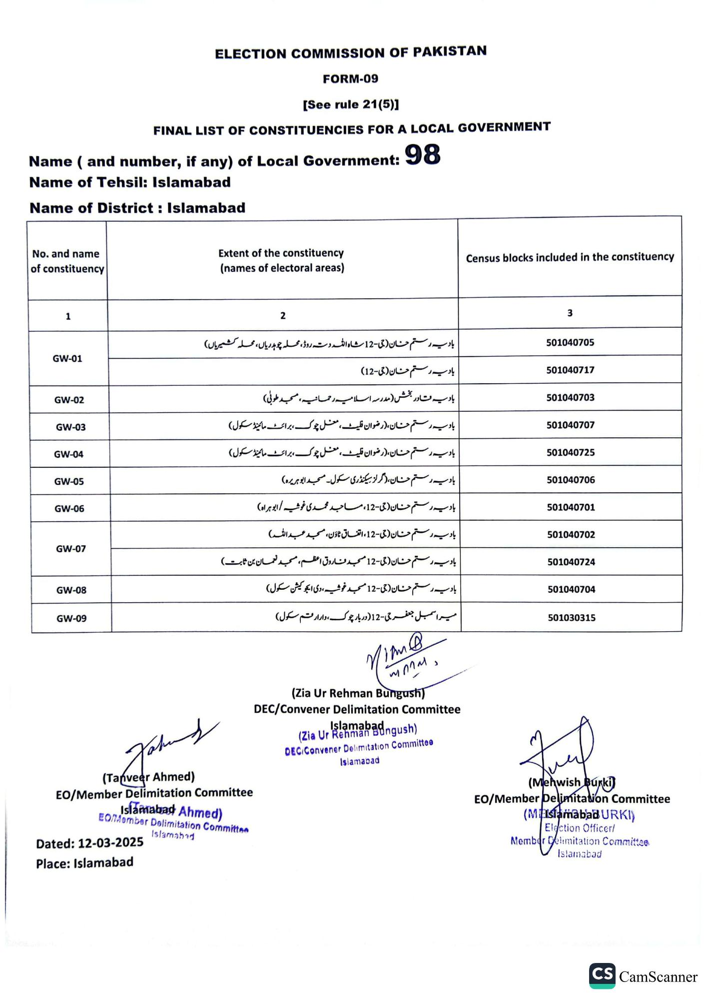 ELECTION COMMISSION OF PAKISTAN
FORM-09
[See rule 21(5)]
FINAL LIST OF CONSTITUENCIES FOR A LOCAL GOVERNMENT
Name ( and number, if any) of Local Government: 98
Name of Tehsil: Islamabad
Name of District : Islamabad
No. and name of constituency
Extent of the constituency (names of electoral areas)
Census blocks included in the constituency
1 2 3
GW-01 بادیہ رستم خان(جی-12 شاہ اللہ دتہ روڈ، محلہ چوہدریاں، محلہ کشمیریاں) 501040705
بادیہ رستم خان(جی-12) 501040717
GW-02 بادیہ قادر بخش(مدرسہ اسلامیہ رحمانیہ، مسجد طوبٰی) 501040703
GW-03 بادیہ رستم خان،(رضوان فلیٹ، مغل چوک، برائٹ مائینڈ سکول) 501040707
GW-04 بادیہ رستم خان،(رضوان فلیٹ، مغل چوک، برائٹ مائینڈ سکول) 501040725
GW-05 بادیہ رستم خان،(گرلز سیکنڈری سکول۔ مسجد ابوہریرہ) 501040706
GW-06 بادیہ رستم خان(جی-12، مساجد محمدی غوثیہ /ابوہراہ) 501040701
GW-07 بادیہ رستم خان(جی-12، اتفاق ٹاؤن، مسجد عبداللہ) 501040702
بادیہ رستم خان(جی-12 مسجد فاروق اعظم، مسجد نعمان بن ثابت) 501040724
GW-08 بادیہ رستم خان(جی-12 مسجد غوثیہ، دی ایجوکیشن سکول) 501040704
GW-09 میرا سمبل جعفر جی-12(دربار چوک، دارارقم سکول) 501030315
(Zia Ur Rehman Bungush)
DEC/Convener Delimitation Committee
Islamabad
(Zia Ur Rehman Bungush)
DEC/Convener Delimitation Committee
Islamabad
(Tanveer Ahmed)
EO/Member Delimitation Committee
Islamabad
(Tanveer Ahmed)
EO/Member Delimitation Committee
Islamabad
(Mehwish Burki)
EO/Member Delimitation Committee
Islamabad
(MEHWISH BURKI)
Election Officer/
Member Delimitation Committee
Islamabad
Dated: 12-03-2025
Place: Islamabad
CS CamScanner